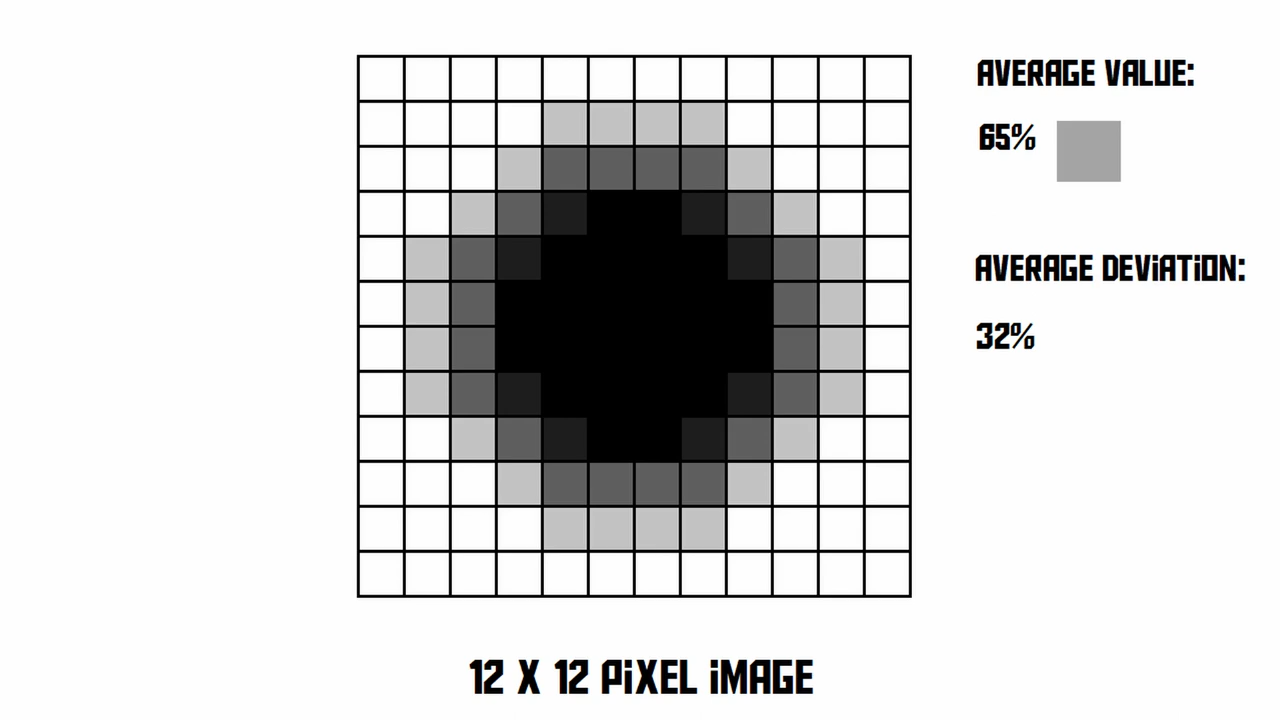 AVERAGE VALUE:
65%
AVERAGE DEViATiON:
32%
12 X 12 PiXEL iMAGE